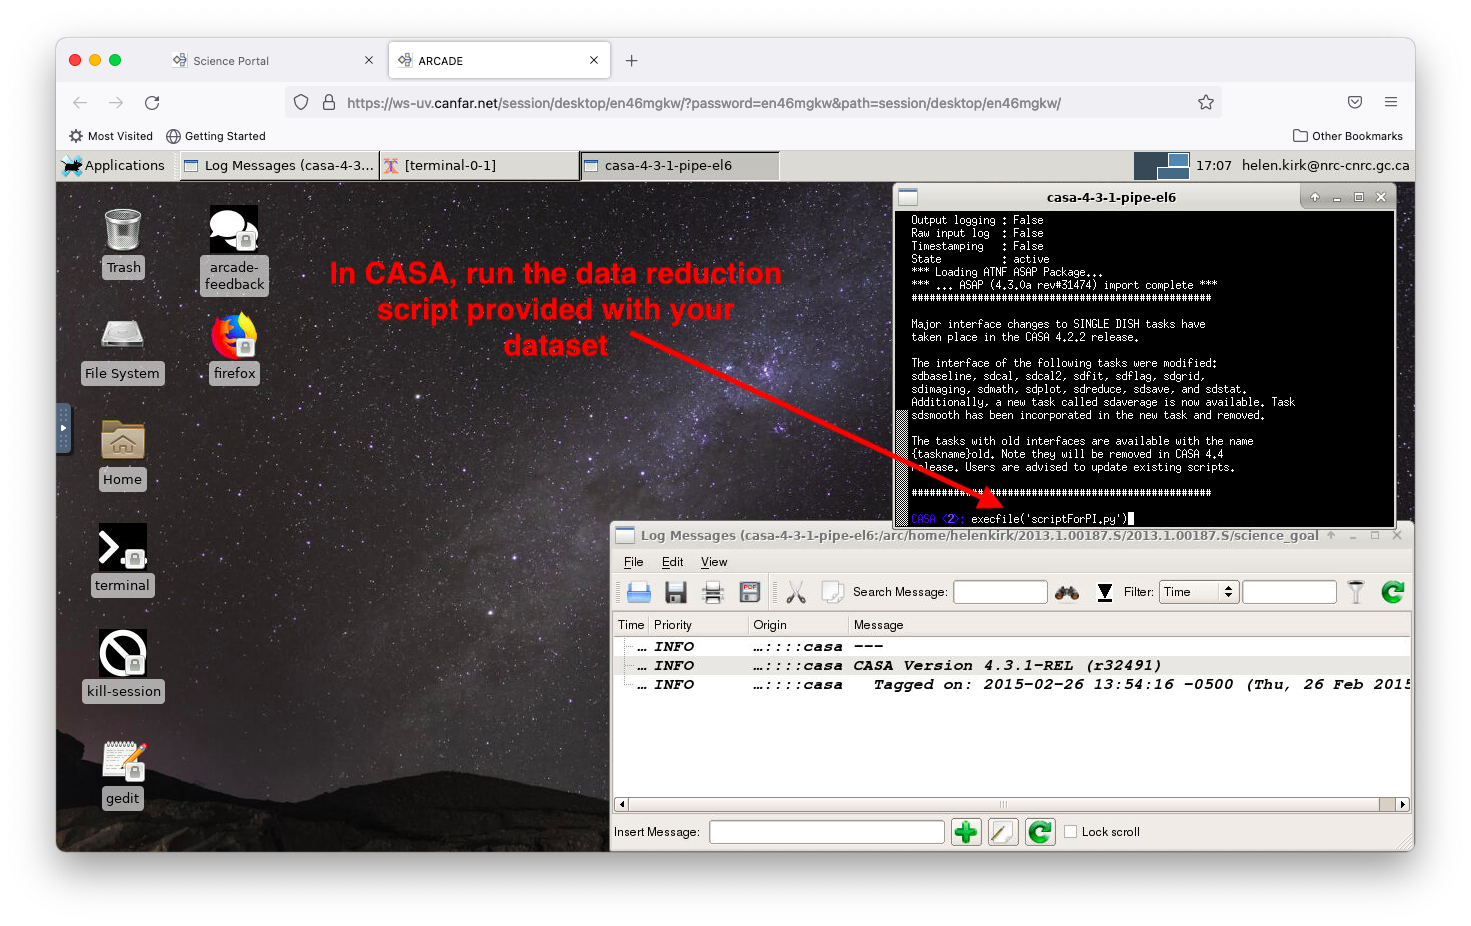 Science Portal
ARCADE
https://ws-uv.canfar.net/session/desktop/en46mgkw/?password=en46mgkw&path=session/desktop/en46mgkw/
Most Visited
Getting Started
Other Bookmarks
Applications
Log Messages (casa-4-3...
[terminal-0-1]
casa-4-3-1-pipe-el6
17:07
helen.kirk@nrc-cnrc.gc.ca
Trash
arcade-
feedback
File System
firefox
Home
terminal
kill-session
gedit
In CASA, run the data reduction
script provided with your
dataset
casa-4-3-1-pipe-el6
Output logging : False
Raw input log : False
Timestamping : False
State : active
*** Loading ATNF ASAP Package...
*** ... ASAP (4.3.0a rev#31474) import complete ***
##################################################
Major interface changes to SINGLE DISH tasks have
taken place in the CASA 4.2.2 release.
The interface of the following tasks were modified:
sdbaseline, sdcal, sdcal2, sdfit, sdflag, sdgrid,
sdimaging, sdmath, sdplot, sdreduce, sdsave, and sdstat.
Additionally, a new task called sdaverage is now available. Task
sdsmooth has been incorporated in the new task and removed.
The tasks with old interfaces are available with the name
{taskname}old. Note they will be removed in CASA 4.4
release. Users are advised to update existing scripts.
##################################################
CASA <2>: execfile('scriptForPI.py')
Log Messages (casa-4-3-1-pipe-el6:/arc/home/helenkirk/2013.1.00187.S/2013.1.00187.S/science_goal
File Edit View
PDF
Search Message:
Filter:
Time
Time Priority Origin Message
... INFO ...::::casa ---
... INFO ...::::casa CASA Version 4.3.1-REL (r32491)
... INFO ...::::casa Tagged on: 2015-02-26 13:54:16 -0500 (Thu, 26 Feb 2015
Insert Message:
Lock scroll